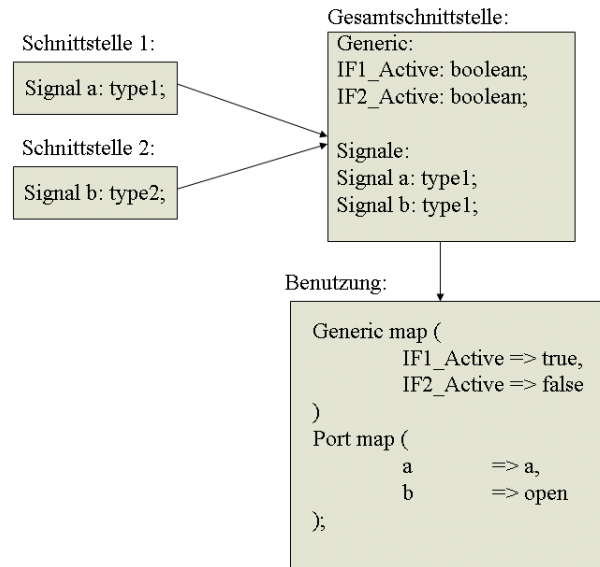 Schnittstelle 1:
Signal a: type1;
Schnittstelle 2:
Signal b: type2;
Gesamtschnittstelle:
Generic:
IF1_Active: boolean;
IF2_Active: boolean;
Signale:
Signal a: type1;
Signal b: type1;
Benutzung:
Generic map (
IF1_Active => true,
IF2_Active => false
)
Port map (
a => a,
b => open
);